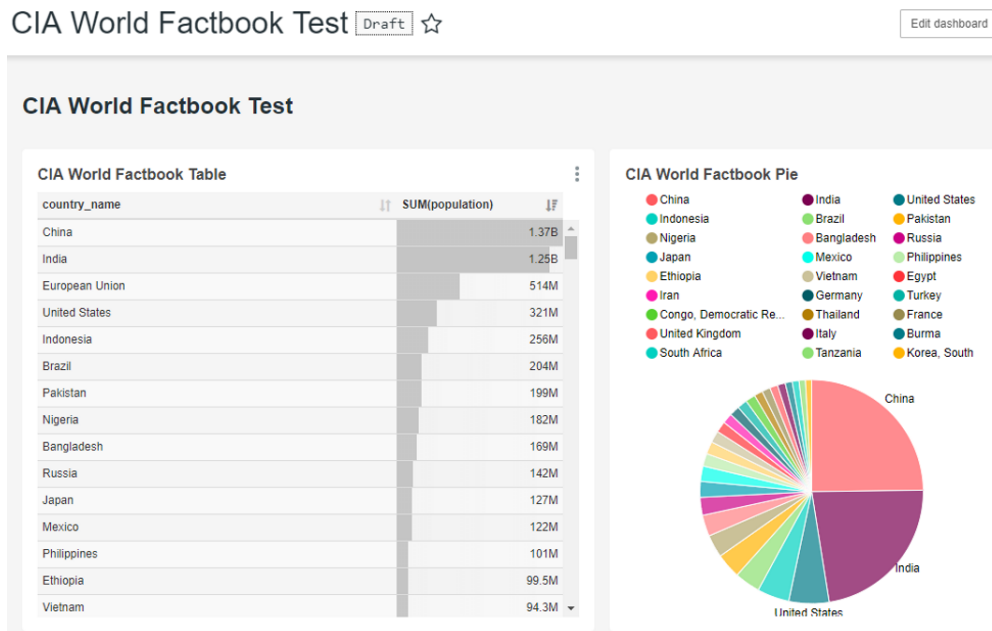 CIA World Factbook Test Draft
Edit dashboard
CIA World Factbook Test
CIA World Factbook Table
country_name SUM(population)
China 1.37B
India 1.25B
European Union 514M
United States 321M
Indonesia 256M
Brazil 204M
Pakistan 199M
Nigeria 182M
Bangladesh 169M
Russia 142M
Japan 127M
Mexico 122M
Philippines 101M
Ethiopia 99.5M
Vietnam 94.3M
CIA World Factbook Pie
China India United States
Indonesia Brazil Pakistan
Nigeria Bangladesh Russia
Japan Mexico Philippines
Ethiopia Vietnam Egypt
Iran Germany Turkey
Congo, Democratic Re... Thailand France
United Kingdom Italy Burma
South Africa Tanzania Korea, South
China
India
United States